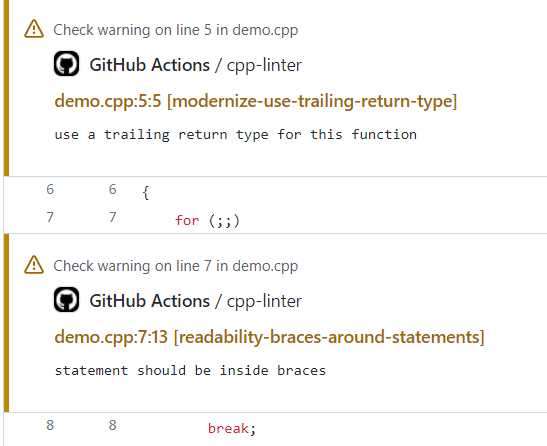 Check warning on line 5 in demo.cpp
GitHub Actions / cpp-linter
demo.cpp:5:5 [modernize-use-trailing-return-type]
use a trailing return type for this function
6 6 {
7 7 for (;;)
Check warning on line 7 in demo.cpp
GitHub Actions / cpp-linter
demo.cpp:7:13 [readability-braces-around-statements]
statement should be inside braces
8 8 break;